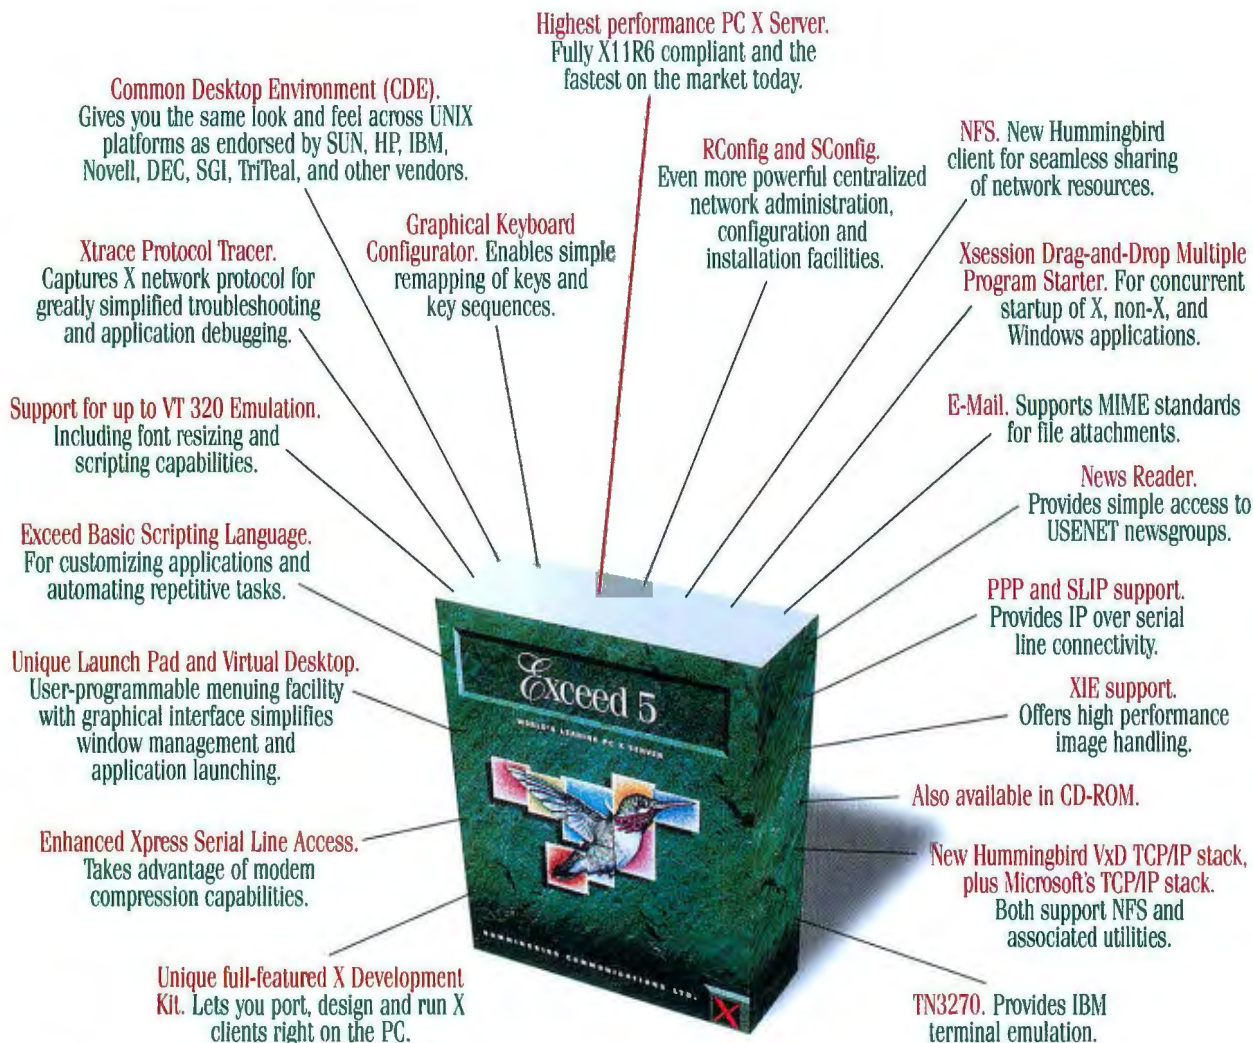 Highest performance PC X Server.
Fully X11R6 compliant and the
fastest on the market today.
Common Desktop Environment (CDE).
Gives you the same look and feel across UNIX
platforms as endorsed by SUN, HP, IBM,
Novell, DEC, SGI, TriTeal, and other vendors.
RConfig and SConfig.
Even more powerful centralized
network administration,
configuration and
installation facilities.
NFS. New Hummingbird
client for seamless sharing
of network resources.
Graphical Keyboard
Configurator. Enables simple
remapping of keys and
key sequences.
Xtrace Protocol Tracer.
Captures X network protocol for
greatly simplified troubleshooting
and application debugging.
Xsession Drag-and-Drop Multiple
Program Starter. For concurrent
startup of X, non-X, and
Windows applications.
Support for up to VT 320 Emulation.
Including font resizing and
scripting capabilities.
E-Mail. Supports MIME standards
for file attachments.
News Reader.
Provides simple access to
USENET newsgroups.
Exceed Basic Scripting Language.
For customizing applications and
automating repetitive tasks.
PPP and SLIP support.
Provides IP over serial
line connectivity.
Unique Launch Pad and Virtual Desktop.
User-programmable menuing facility
with graphical interface simplifies
window management and
application launching.
XIE support.
Offers high performance
image handling.
Also available in CD-ROM.
Enhanced Xpress Serial Line Access.
Takes advantage of modem
compression capabilities.
New Hummingbird VxD TCP/IP stack,
plus Microsoft's TCP/IP stack.
Both support NFS and
associated utilities.
Unique full-featured X Development
Kit. Lets you port, design and run X
clients right on the PC.
TN3270. Provides IBM
terminal emulation.
Exceed 5
WORLD'S LEADING PC X SERVER
HUMMINGBIRD COMMUNICATIONS LTD.
X